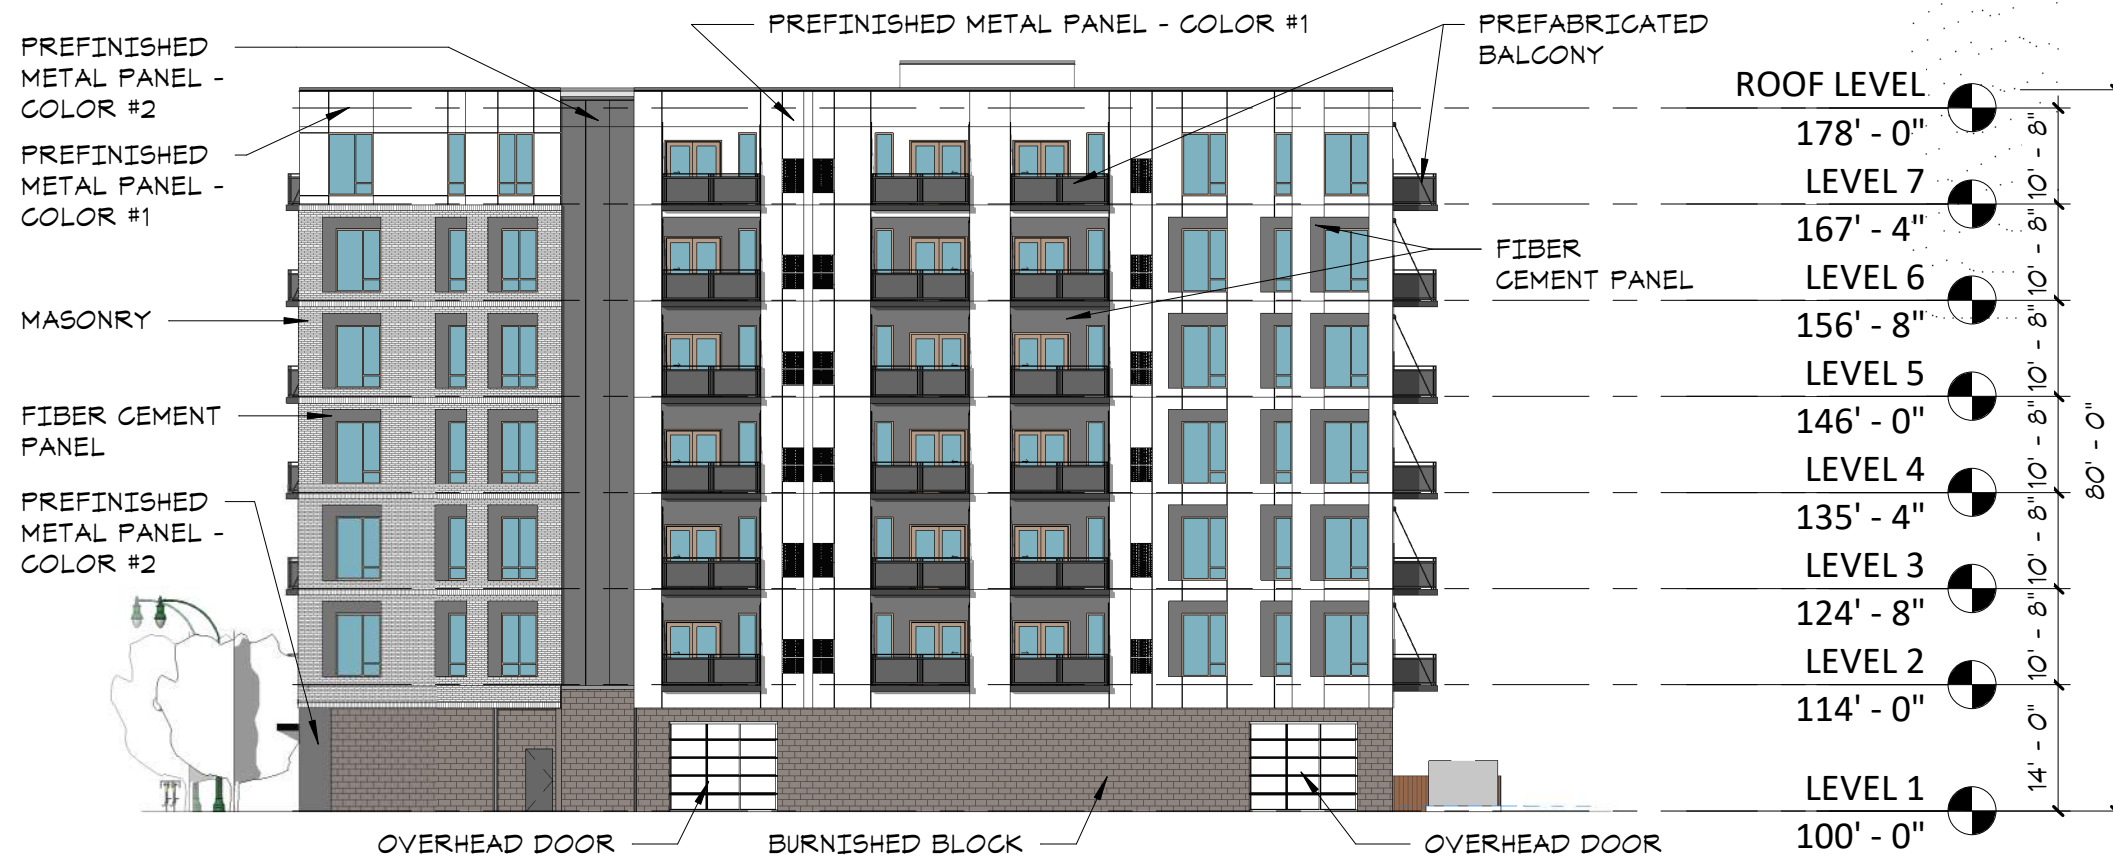 PREFINISHED METAL PANEL - COLOR #1
PREFABRICATED
BALCONY
PREFINISHED
METAL PANEL -
COLOR #2
PREFINISHED
METAL PANEL -
COLOR #1
MASONRY
FIBER CEMENT
PANEL
PREFINISHED
METAL PANEL -
COLOR #2
FIBER
CEMENT PANEL
OVERHEAD DOOR
BURNISHED BLOCK
OVERHEAD DOOR
ROOF LEVEL
178' - 0"
LEVEL 7
167' - 4"
LEVEL 6
156' - 8"
LEVEL 5
146' - 0"
LEVEL 4
135' - 4"
LEVEL 3
124' - 8"
LEVEL 2
114' - 0"
LEVEL 1
100' - 0"
10' - 8"
10' - 8"
10' - 8"
10' - 8"
10' - 8"
10' - 8"
14' - 0"
80' - 0"